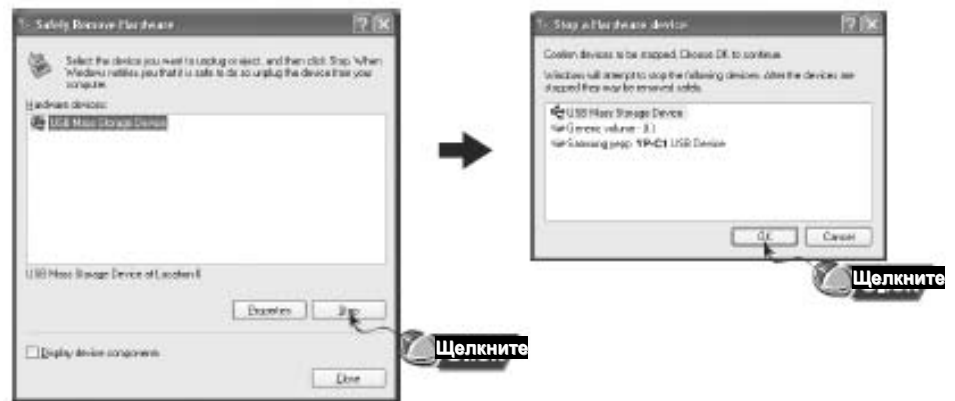 Safely Remove Hardware
Select the device you want to unplug or eject, and then click Stop. When
Windows notifies you that it is safe to do so unplug the device from your
computer.
Hardware devices:
USB Mass Storage Device
USB Mass Storage Device at Location 0
Properties
Stop
Щелкните
Display device components
Close
Stop a Hardware device
Confirm devices to be stopped, Choose OK to continue.
Windows will attempt to stop the following devices. After the devices are
stopped they may be removed safely.
USB Mass Storage Device
Generic volume
Samsung yepp YP-C1 USB Device
OK
Cancel
Щелкните